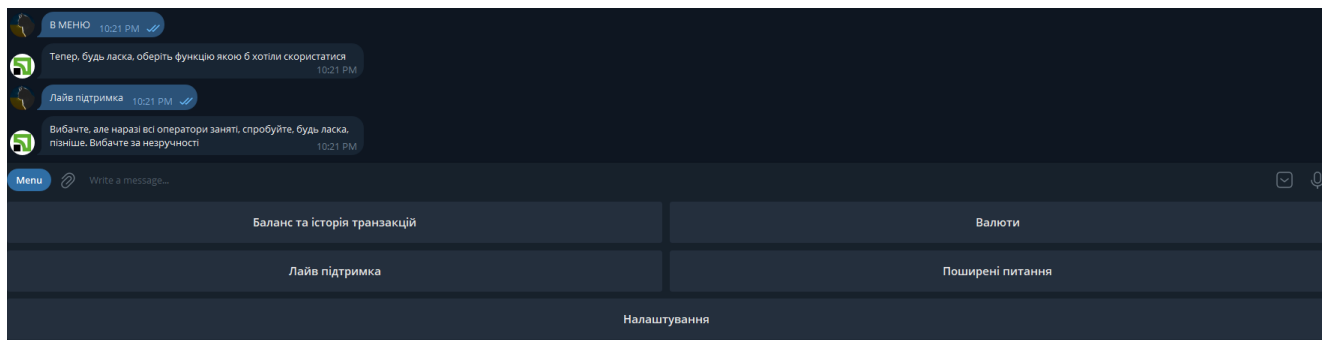 В МЕНЮ 10:21 PM
Тепер, будь ласка, оберіть функцію якою б хотіли скористатися
10:21 PM
Лайв підтримка 10:21 PM
Вибачте, але наразі всі оператори заняті, спробуйте, будь ласка,
пізніше. Вибачте за незручності 10:21 PM
Menu Write a message...
Баланс та історія транзакцій Валюти
Лайв підтримка Поширені питання
Налаштування